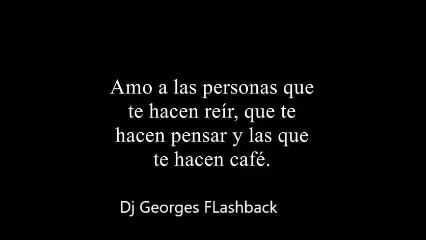 Amo a las personas que
te hacen reír, que te
hacen pensar y las que
te hacen café.
Dj Georges FLashback